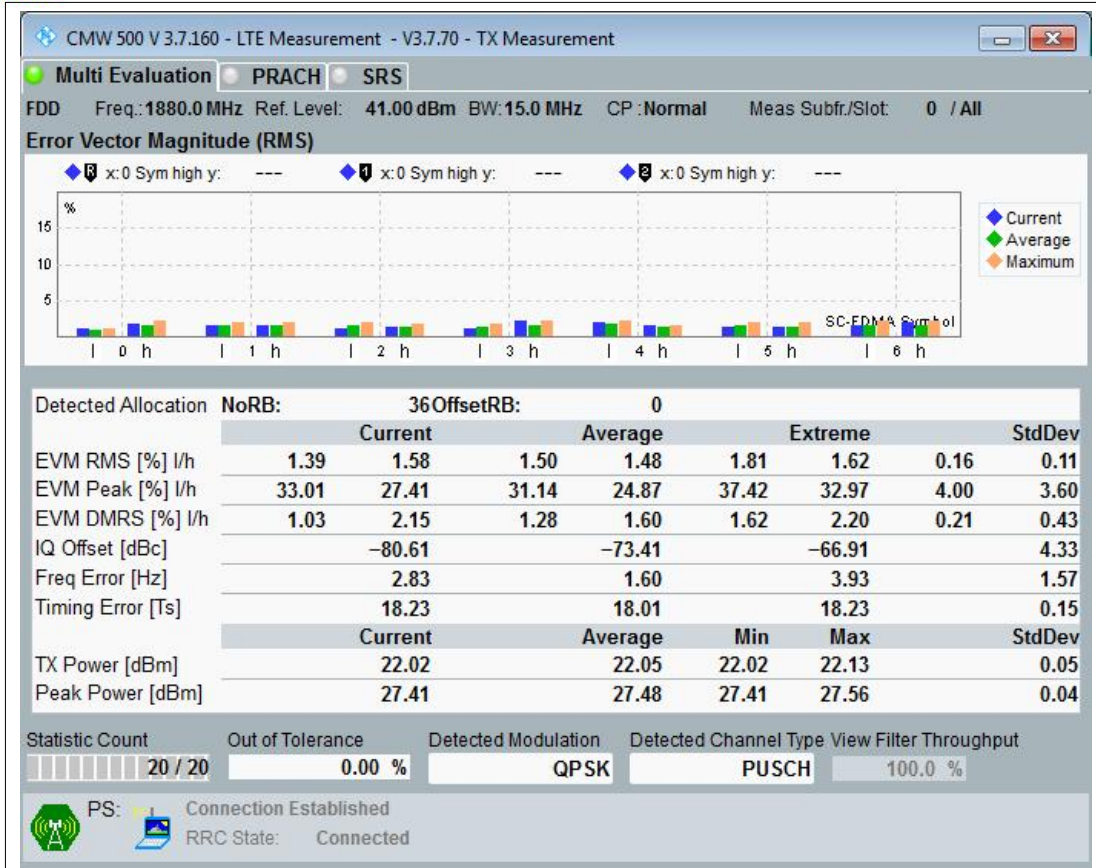 CMW 500 V 3.7.160 - LTE Measurement - V3.7.70 - TX Measurement
Multi Evaluation PRACH SRS
FDD Freq.: 1880.0 MHz Ref. Level: 41.00 dBm BW: 15.0 MHz CP : Normal Meas Subfr./Slot: 0 / All
Error Vector Magnitude (RMS)
R x: 0 Sym high y: --- 1 x: 0 Sym high y: --- 2 x: 0 Sym high y: ---
%
15
10
5
Current
Average
Maximum
SC-FDMA Symbol
l 0 h l 1 h l 2 h l 3 h l 4 h l 5 h l 6 h
Detected Allocation NoRB: 36 OffsetRB: 0
Current Average Extreme StdDev
EVM RMS [%] l/h 1.39 1.58 1.50 1.48 1.81 1.62 0.16 0.11
EVM Peak [%] l/h 33.01 27.41 31.14 24.87 37.42 32.97 4.00 3.60
EVM DMRS [%] l/h 1.03 2.15 1.28 1.60 1.62 2.20 0.21 0.43
IQ Offset [dBc] −80.61 −73.41 −66.91 4.33
Freq Error [Hz] 2.83 1.60 3.93 1.57
Timing Error [Ts] 18.23 18.01 18.23 0.15
Current Average Min Max StdDev
TX Power [dBm] 22.02 22.05 22.02 22.13 0.05
Peak Power [dBm] 27.41 27.48 27.41 27.56 0.04
Statistic Count Out of Tolerance Detected Modulation Detected Channel Type View Filter Throughput
20 / 20 0.00 % QPSK PUSCH 100.0 %
PS: Connection Established
RRC State: Connected